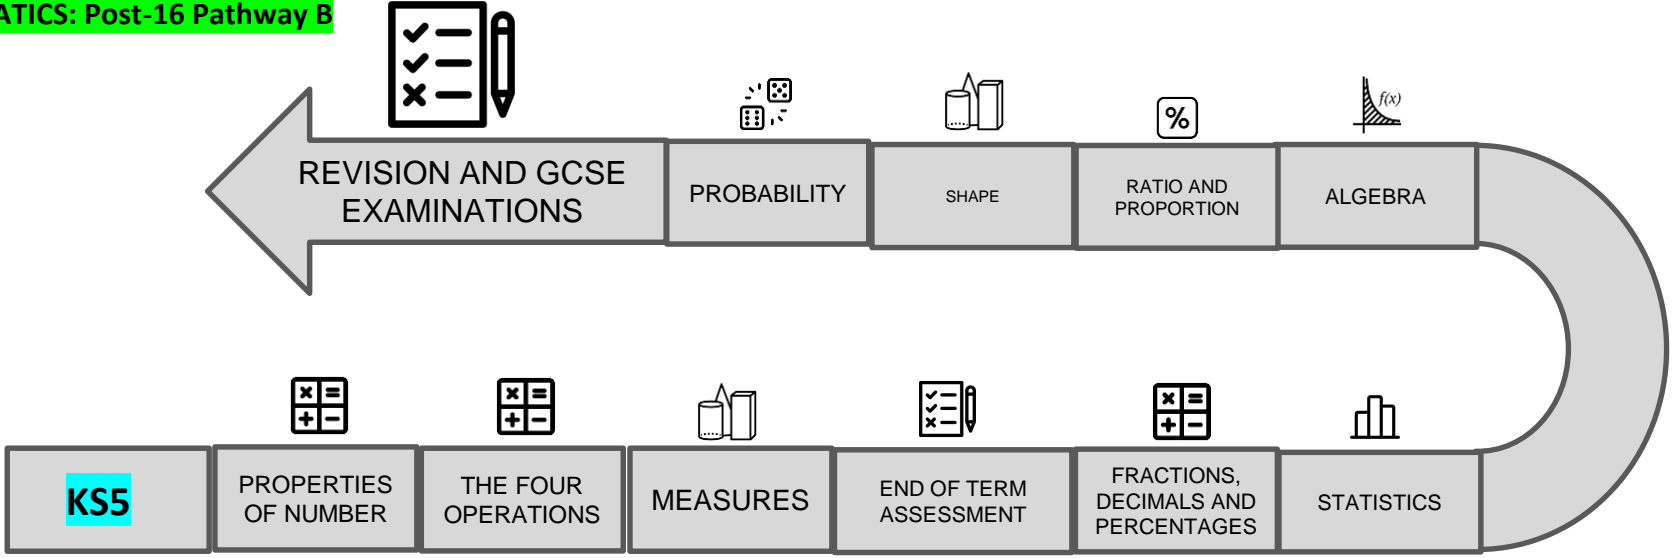 ATICS: Post-16 Pathway B
f(x)
%
REVISION AND GCSE
EXAMINATIONS
PROBABILITY
SHAPE
RATIO AND
PROPORTION
ALGEBRA
KS5
PROPERTIES
OF NUMBER
THE FOUR
OPERATIONS
MEASURES
END OF TERM
ASSESSMENT
FRACTIONS,
DECIMALS AND
PERCENTAGES
STATISTICS